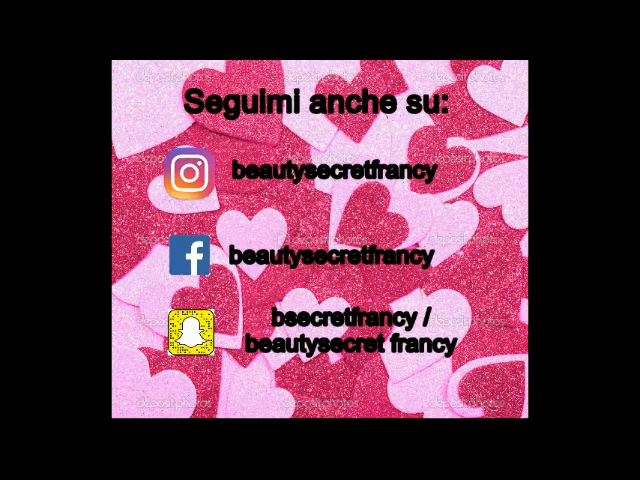 Seguimi anche su:
beautysecretfrancy
beautysecretfrancy
bsecretfrancy /
beautysecret francy